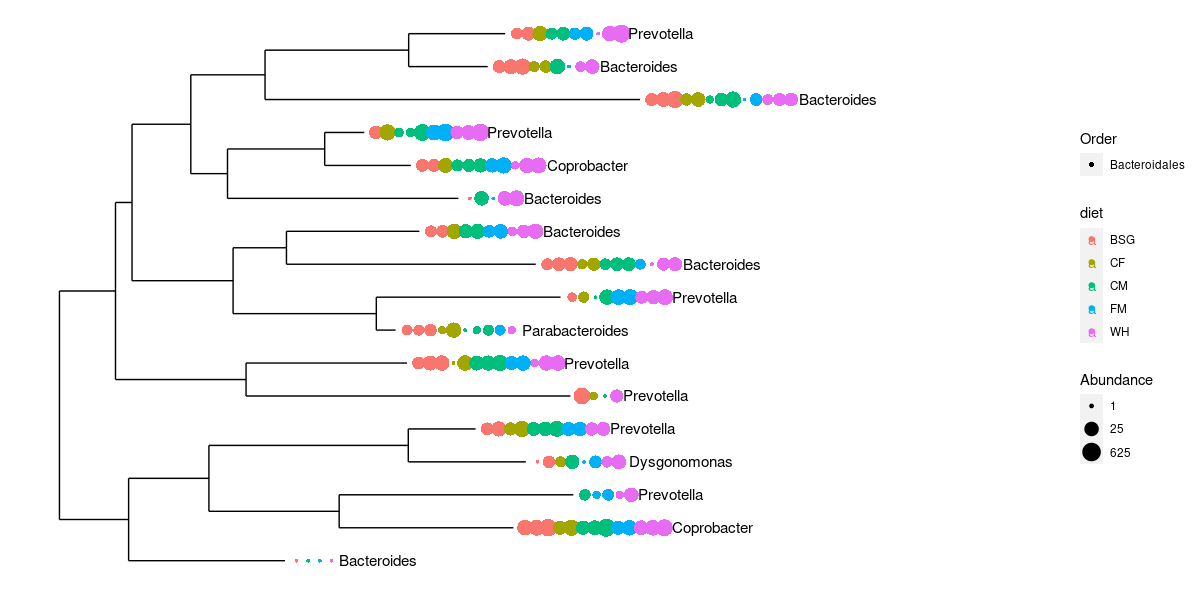 Prevotella
Bacteroides
Bacteroides
Prevotella
Coprobacter
Bacteroides
Bacteroides
Bacteroides
Prevotella
Parabacteroides
Prevotella
Prevotella
Prevotella
Dysgonomonas
Prevotella
Coprobacter
Bacteroides
Order
Bacteroidales
diet
a BSG
a CF
a CM
a FM
a WH
Abundance
1
25
625